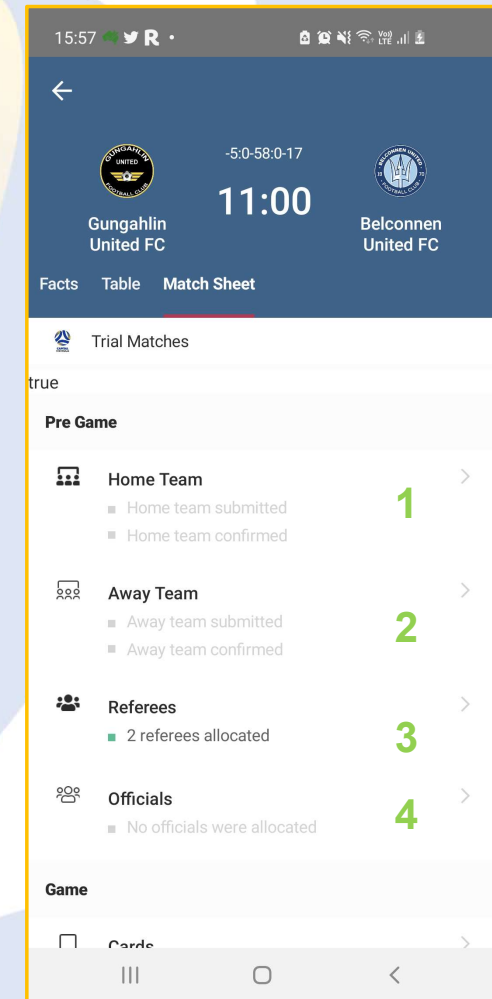 15:57
-5:0-58:0-17
11:00
Gungahlin
United FC
Belconnen
United FC
Facts Table Match Sheet
Trial Matches
true
Pre Game
Home Team
Home team submitted
Home team confirmed
1
Away Team
Away team submitted
Away team confirmed
2
Referees
2 referees allocated
3
Officials
No officials were allocated
4
Game
Cards